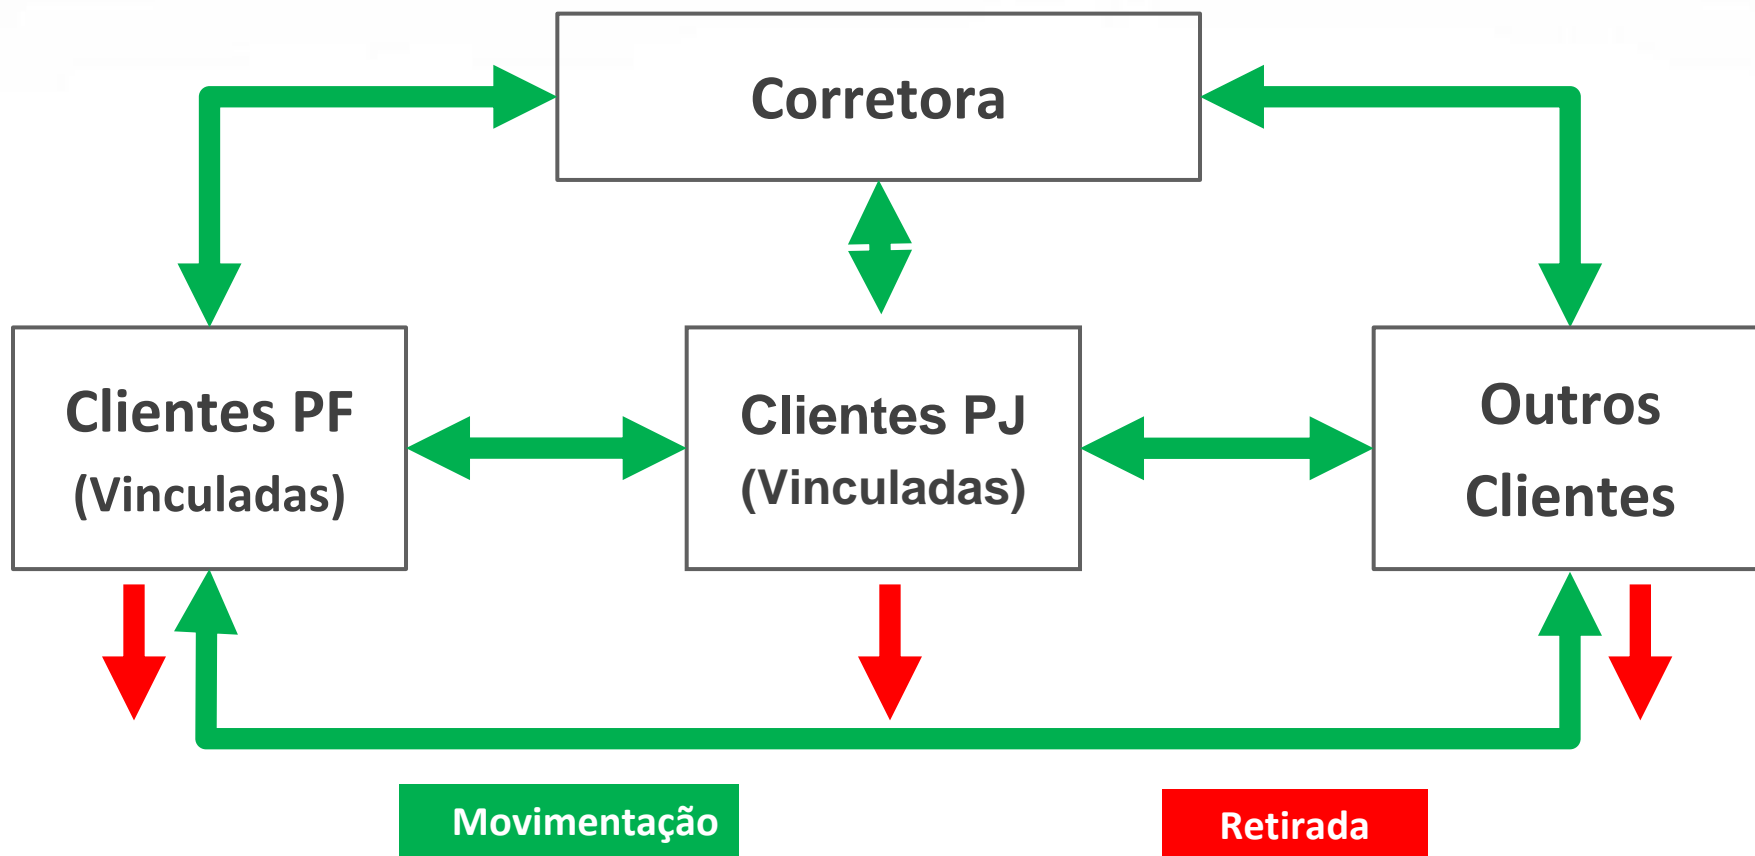 Corretora
Clientes PF
(Vinculadas)
Clientes PJ
(Vinculadas)
Outros
Clientes
Movimentação
Retirada